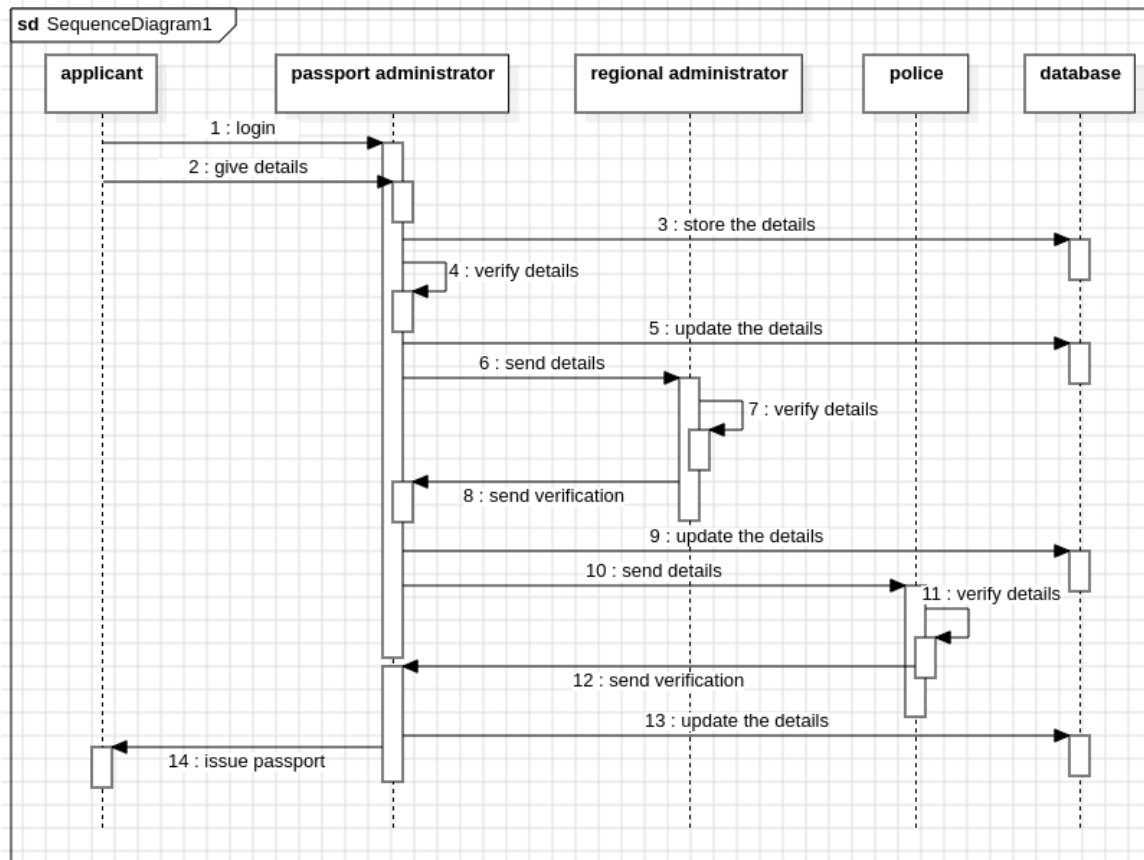 sd SequenceDiagram1
applicant
passport administrator
regional administrator
police
database
1 : login
2 : give details
3 : store the details
4 : verify details
5 : update the details
6 : send details
7 : verify details
8 : send verification
9 : update the details
10 : send details
11 : verify details
12 : send verification
13 : update the details
14 : issue passport